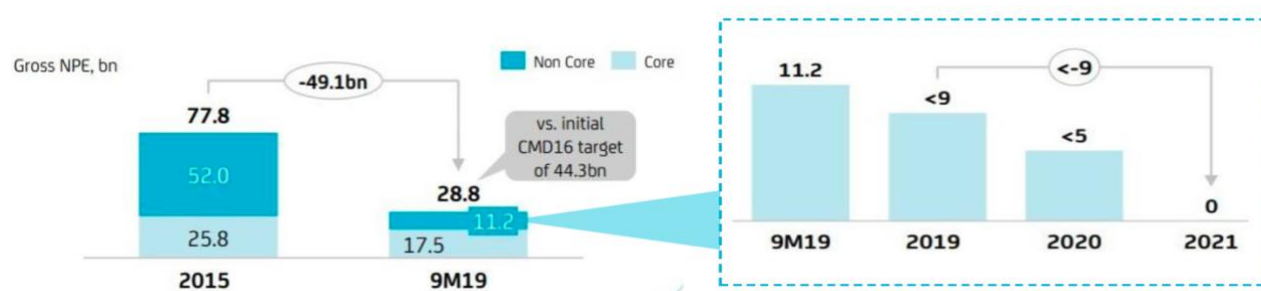 Gross NPE, bn
Non Core
Core
-49.1bn
77.8
52.0
25.8
2015
vs. initial
CMD16 target
of 44.3bn
28.8
11.2
17.5
9M19
<-9
11.2
<9
<5
0
9M19
2019
2020
2021